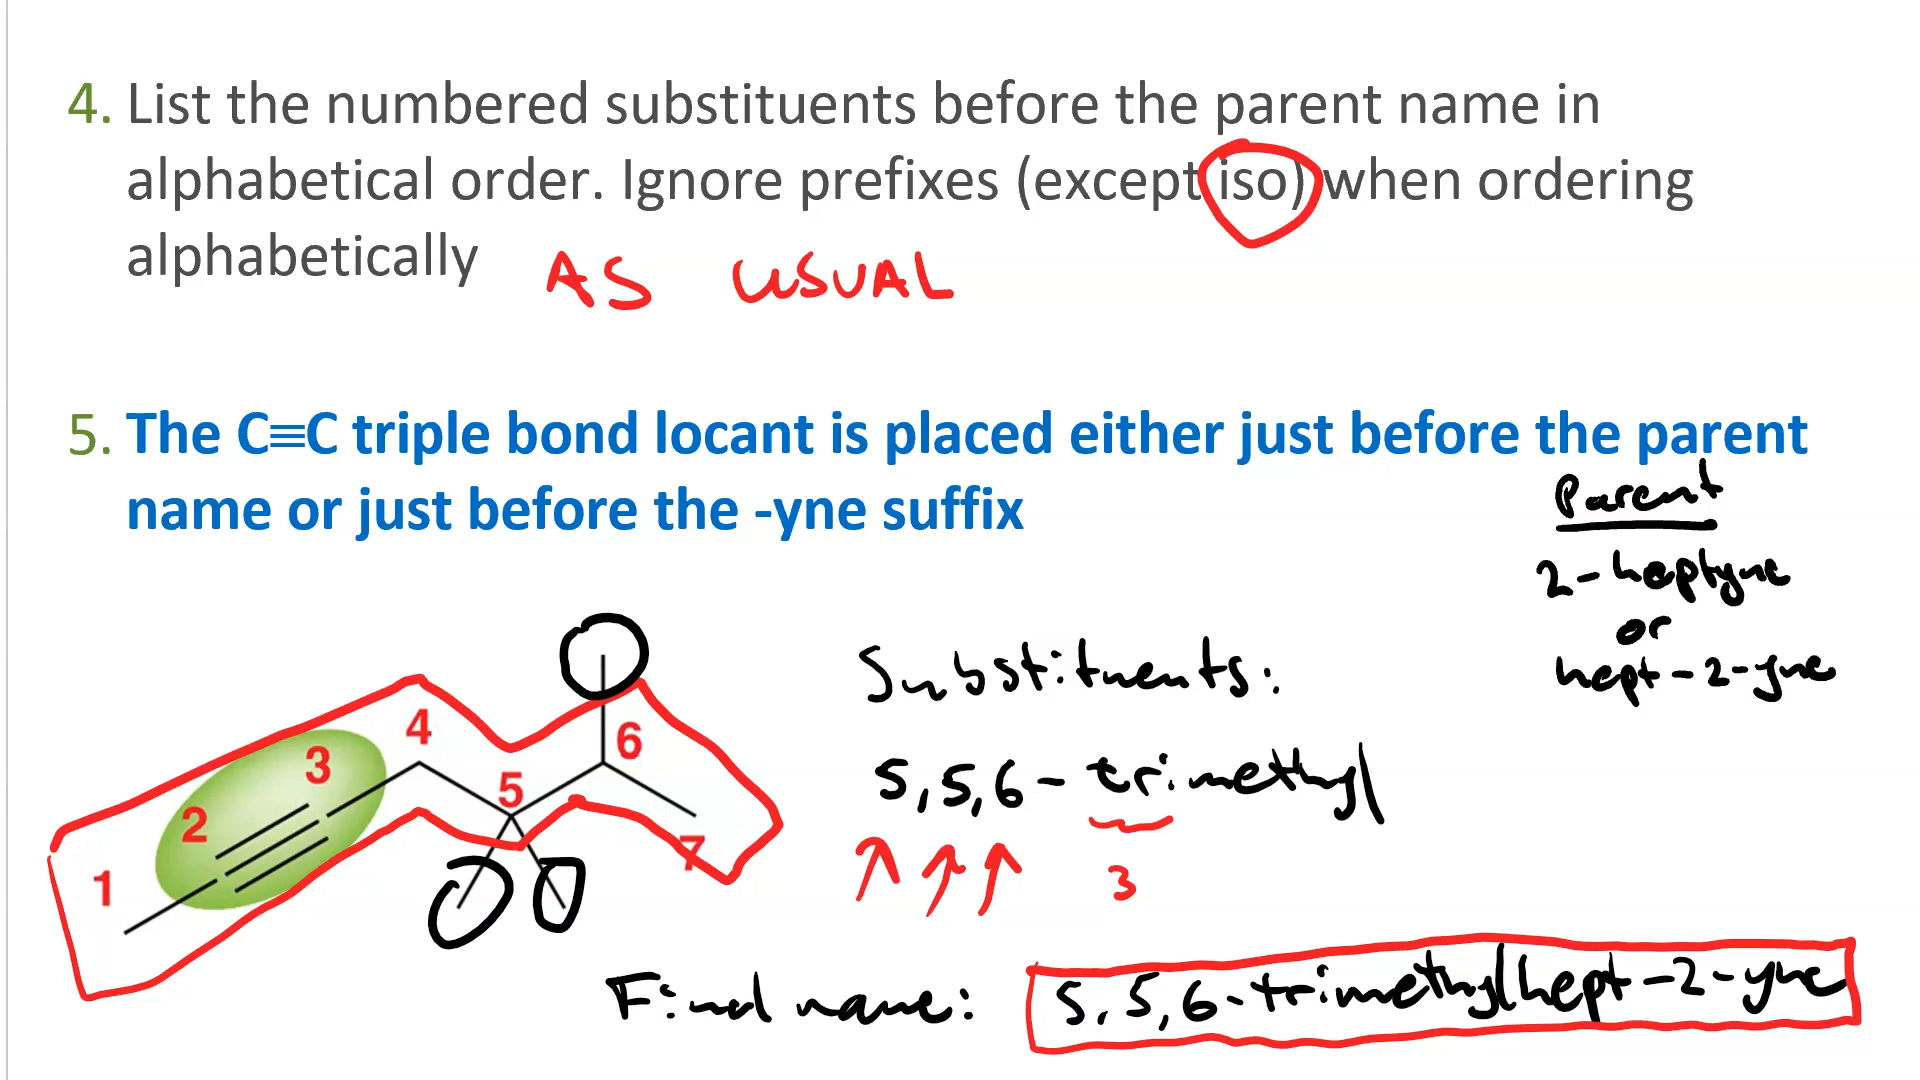 4. List the numbered substituents before the parent name in
alphabetical order. Ignore prefixes (except iso) when ordering
alphabetically
AS USUAL
5. The C≡C triple bond locant is placed either just before the parent
name or just before the -yne suffix
Parent
2-heptyne
or
hept-2-yne
1
2
3
4
5
6
7
Substituents:
5,5,6-trimethyl
3
Final name:
5,5,6-trimethylhept-2-yne